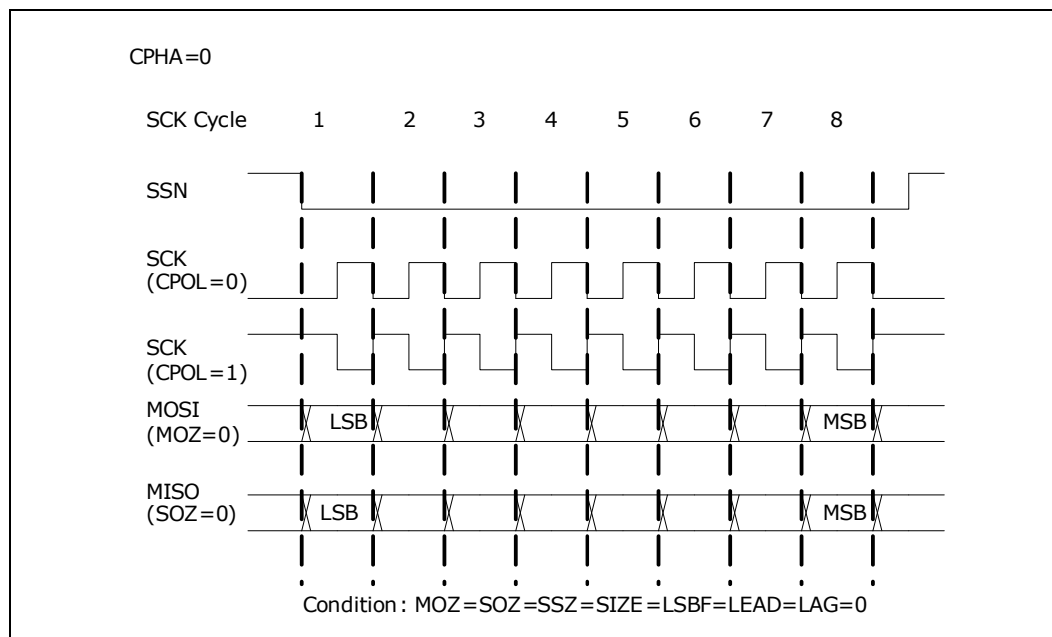 CPHA=0
SCK Cycle 1 2 3 4 5 6 7 8
SSN
SCK
(CPOL=0)
SCK
(CPOL=1)
MOSI
(MOZ=0)
LSB MSB
MISO
(SOZ=0)
LSB MSB
Condition: MOZ=SOZ=SSZ=SIZE=LSBF=LEAD=LAG=0